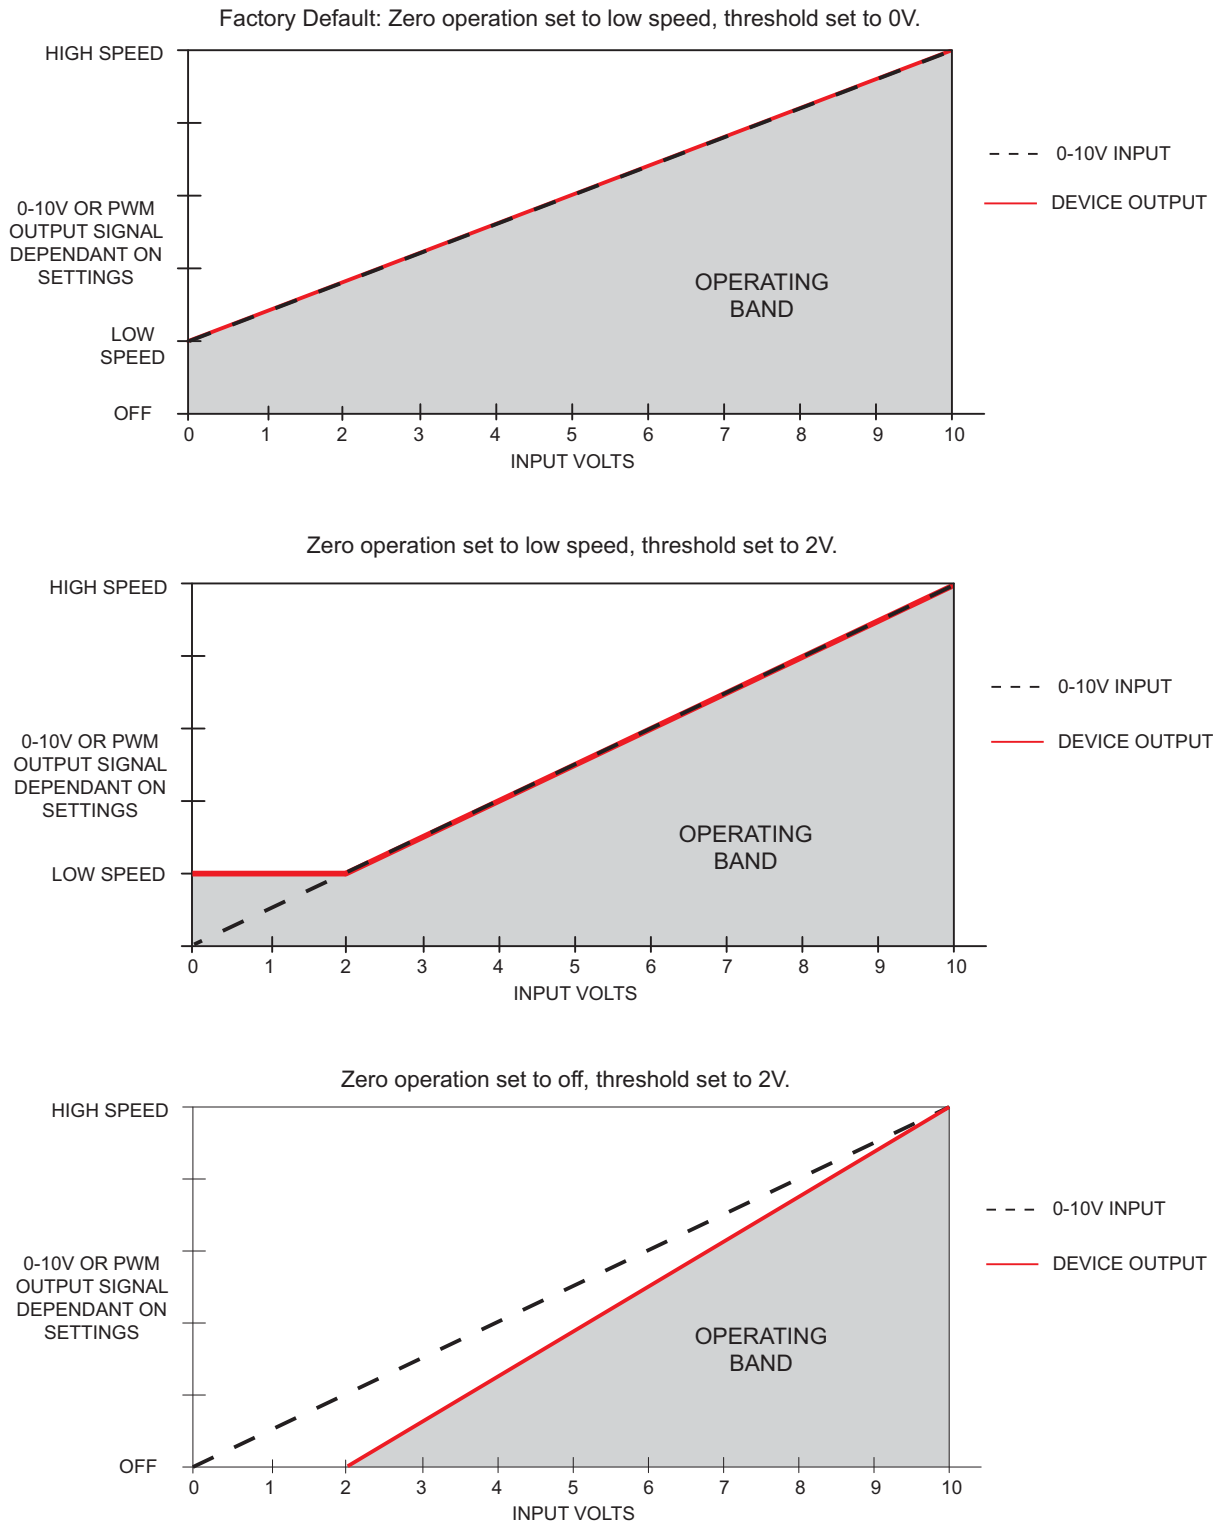 Factory Default: Zero operation set to low speed, threshold set to 0V.
HIGH SPEED
0-10V INPUT
DEVICE OUTPUT
0-10V OR PWM
OUTPUT SIGNAL
DEPENDANT ON
SETTINGS
OPERATING
BAND
LOW
SPEED
OFF
0 1 2 3 4 5 6 7 8 9 10
INPUT VOLTS
Zero operation set to low speed, threshold set to 2V.
HIGH SPEED
0-10V INPUT
DEVICE OUTPUT
0-10V OR PWM
OUTPUT SIGNAL
DEPENDANT ON
SETTINGS
OPERATING
BAND
LOW SPEED
0 1 2 3 4 5 6 7 8 9 10
INPUT VOLTS
Zero operation set to off, threshold set to 2V.
HIGH SPEED
0-10V INPUT
DEVICE OUTPUT
0-10V OR PWM
OUTPUT SIGNAL
DEPENDANT ON
SETTINGS
OPERATING
BAND
OFF
0 1 2 3 4 5 6 7 8 9 10
INPUT VOLTS